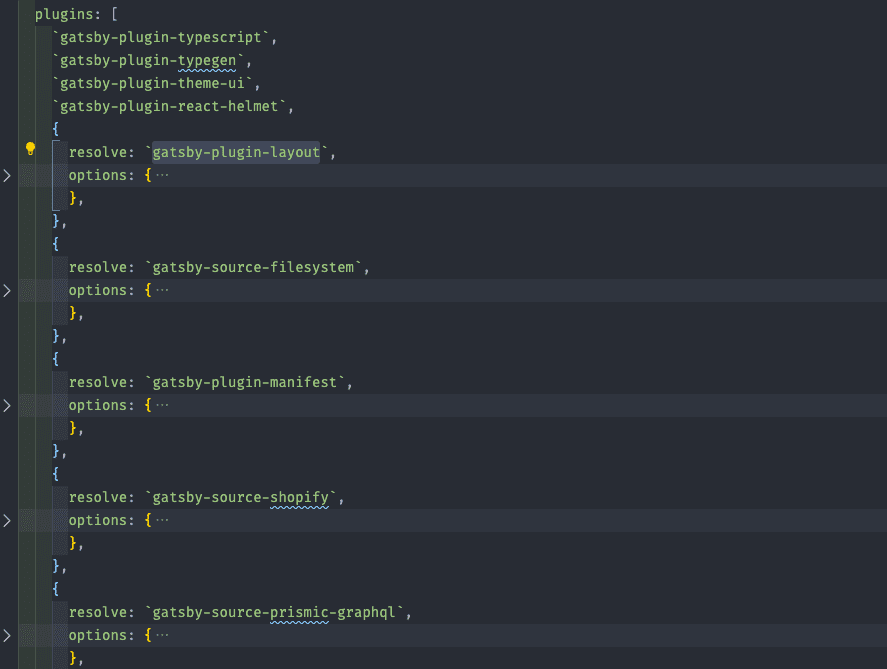 plugins: [
`gatsby-plugin-typescript`,
`gatsby-plugin-typegen`,
`gatsby-plugin-theme-ui`,
`gatsby-plugin-react-helmet`,
{
resolve: `gatsby-plugin-layout`,
options: { ···
},
},
{
resolve: `gatsby-source-filesystem`,
options: { ···
},
},
{
resolve: `gatsby-plugin-manifest`,
options: { ···
},
},
{
resolve: `gatsby-source-shopify`,
options: { ···
},
},
{
resolve: `gatsby-source-prismic-graphql`,
options: { ···
},